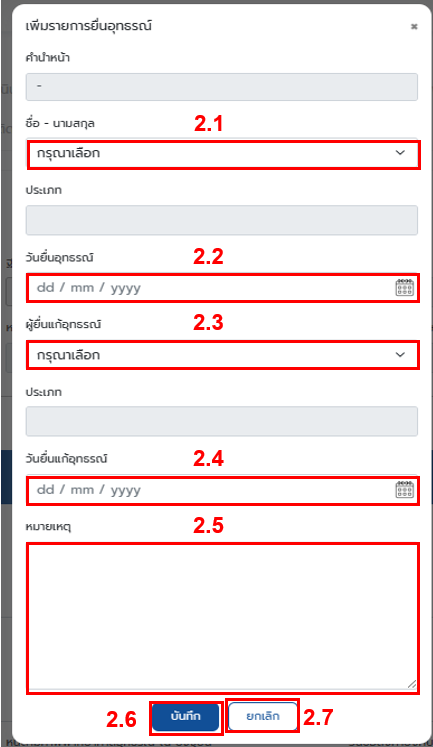 เพิ่มรายการยื่นอุทธรณ์ ×
คำนำหน้า
-
ชื่อ - นามสกุล 2.1
กรุณาเลือก
ประเภท
วันยื่นอุทธรณ์ 2.2
dd / mm / yyyy
ผู้ยื่นแก้อุทธรณ์ 2.3
กรุณาเลือก
ประเภท
วันยื่นแก้อุทธรณ์ 2.4
dd / mm / yyyy
หมายเหตุ 2.5
2.6 บันทึก ยกเลิก 2.7